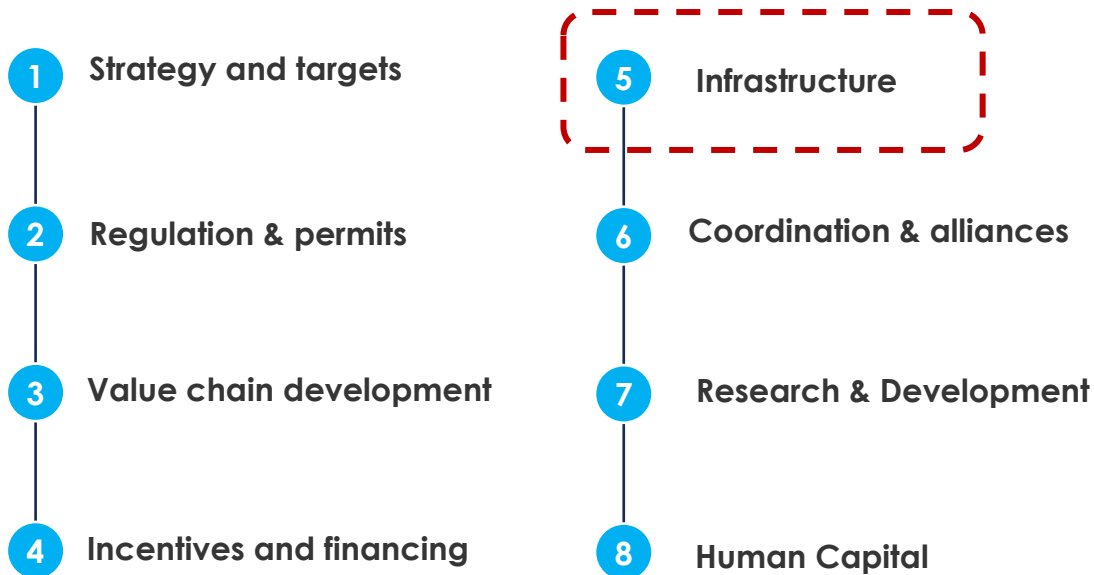 1 Strategy and targets
2 Regulation & permits
3 Value chain development
4 Incentives and financing
5 Infrastructure
6 Coordination & alliances
7 Research & Development
8 Human Capital